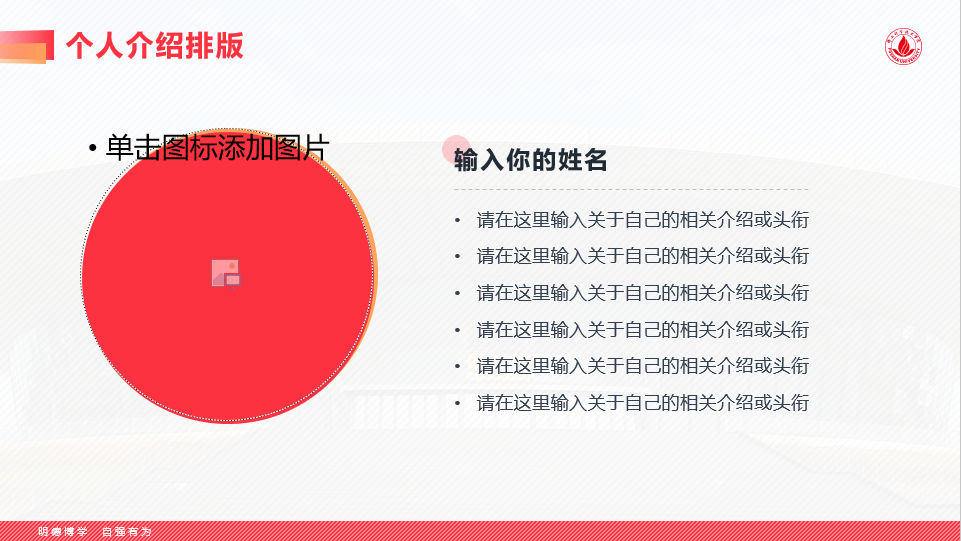 个人介绍排版
• 单击图标添加图片
输入你的姓名
• 请在这里输入关于自己的相关介绍或头衔
• 请在这里输入关于自己的相关介绍或头衔
• 请在这里输入关于自己的相关介绍或头衔
• 请在这里输入关于自己的相关介绍或头衔
• 请在这里输入关于自己的相关介绍或头衔
• 请在这里输入关于自己的相关介绍或头衔
明德博学 自强有为